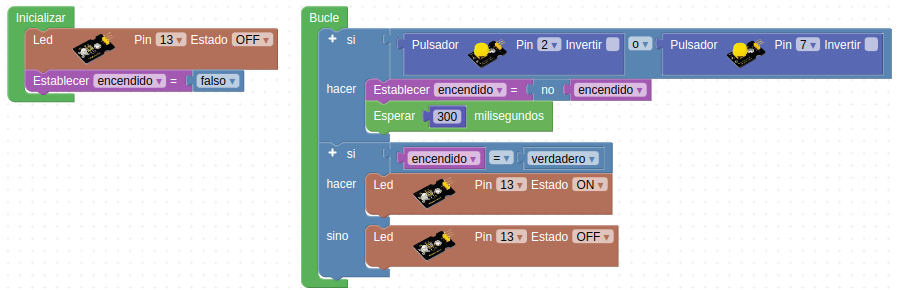 Inicializar
Led Pin 13 Estado OFF
Establecer encendido = falso
Bucle
+ si Pulsador Pin 2 Invertir o Pulsador Pin 7 Invertir
hacer Establecer encendido = no encendido
Esperar 300 milisegundos
+ si encendido = verdadero
hacer Led Pin 13 Estado ON
sino Led Pin 13 Estado OFF